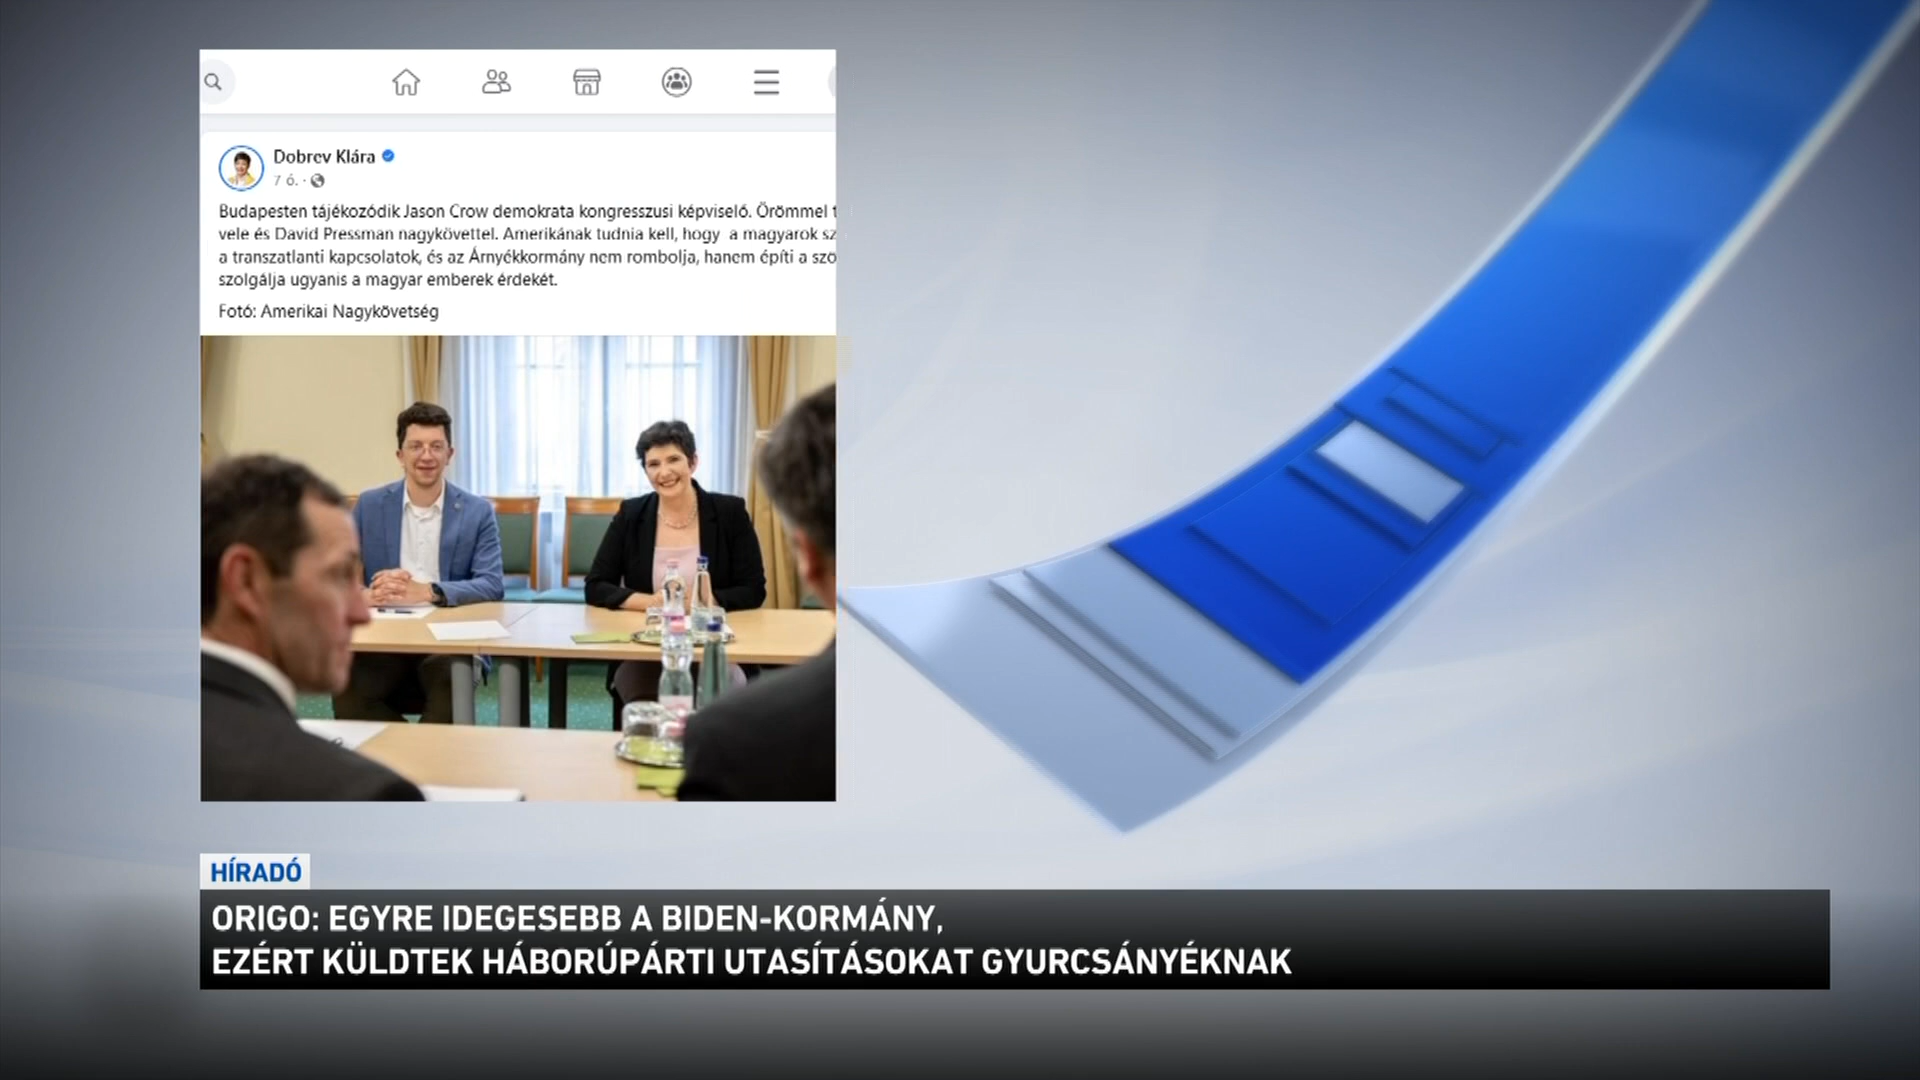 Dobrev Klára
7 ó. ·
Budapesten tájékozódik Jason Crow demokrata kongresszusi képviselő. Örömmel
vele és David Pressman nagykövettel. Amerikának tudnia kell, hogy a magyarok
a transzatlanti kapcsolatok, és az Árnyékkormány nem rombolja, hanem építi a
szolgálja ugyanis a magyar emberek érdekét.
Fotó: Amerikai Nagykövetség
HÍRADÓ
ORIGO: EGYRE IDEGESEBB A BIDEN-KORMÁNY,
EZÉRT KÜLDTEK HÁBORÚPÁRTI UTASÍTÁSOKAT GYURCSÁNYÉKNAK